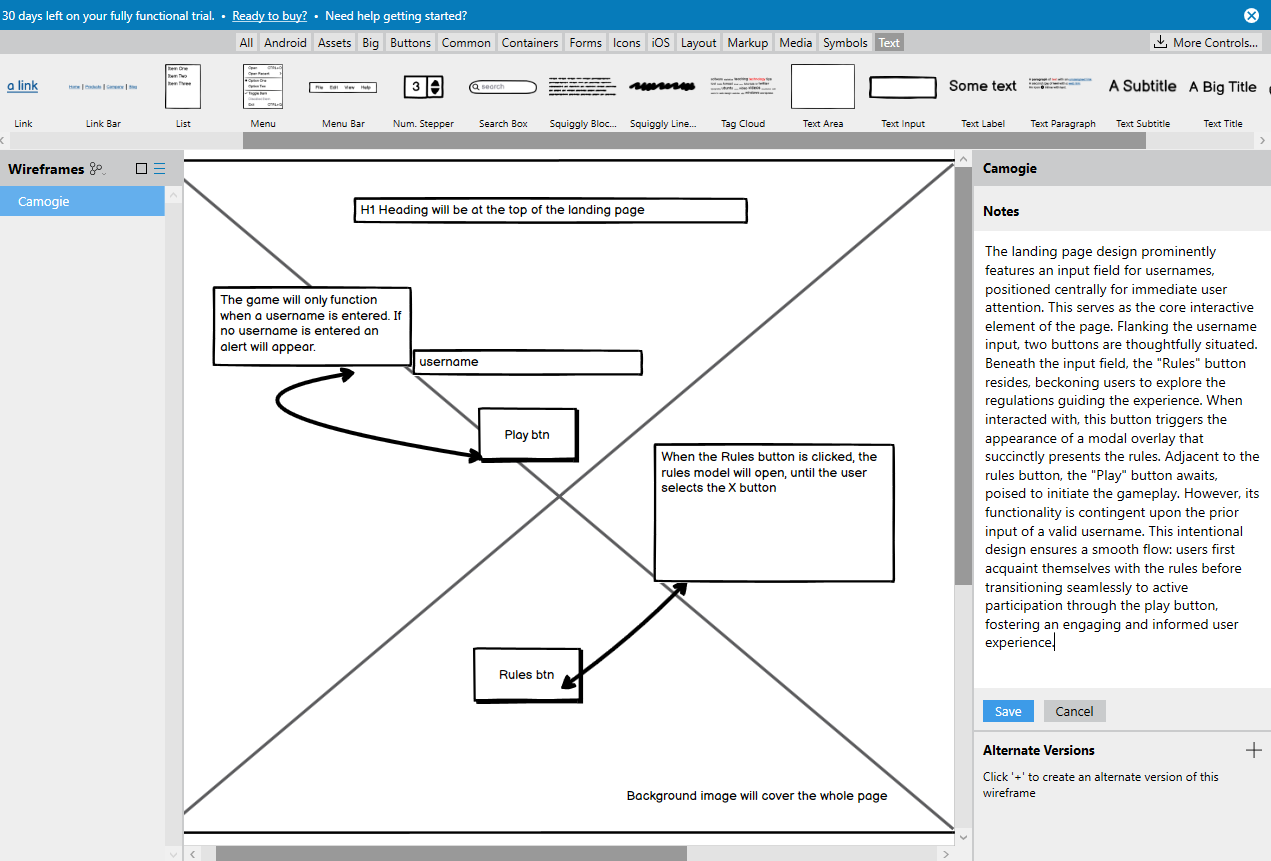 30 days left on your fully functional trial. • Ready to buy? • Need help getting started?
All Android Assets Big Buttons Common Containers Forms Icons iOS Layout Markup Media Symbols Text
More Controls...
a link
Item One
Item Two
Item Three
3
search
Some text
A Subtitle
A Big Title
Link
Link Bar
List
Menu
Menu Bar
Num. Stepper
Search Box
Squiggly Bloc...
Squiggly Line...
Tag Cloud
Text Area
Text Input
Text Label
Text Paragraph
Text Subtitle
Text Title
Wireframes
Camogie
H1 Heading will be at the top of the landing page
The game will only function
when a username is entered. If
no username is entered an
alert will appear.
username
Play btn
When the Rules button is clicked, the
rules model will open, until the user
selects the X button
Rules btn
Background image will cover the whole page
Camogie
Notes
The landing page design prominently
features an input field for usernames,
positioned centrally for immediate user
attention. This serves as the core interactive
element of the page. Flanking the username
input, two buttons are thoughtfully situated.
Beneath the input field, the "Rules" button
resides, beckoning users to explore the
regulations guiding the experience. When
interacted with, this button triggers the
appearance of a modal overlay that
succinctly presents the rules. Adjacent to the
rules button, the "Play" button awaits,
poised to initiate the gameplay. However, its
functionality is contingent upon the prior
input of a valid username. This intentional
design ensures a smooth flow: users first
acquaint themselves with the rules before
transitioning seamlessly to active
participation through the play button,
fostering an engaging and informed user
experience.
Save
Cancel
Alternate Versions
Click '+' to create an alternate version of this
wireframe